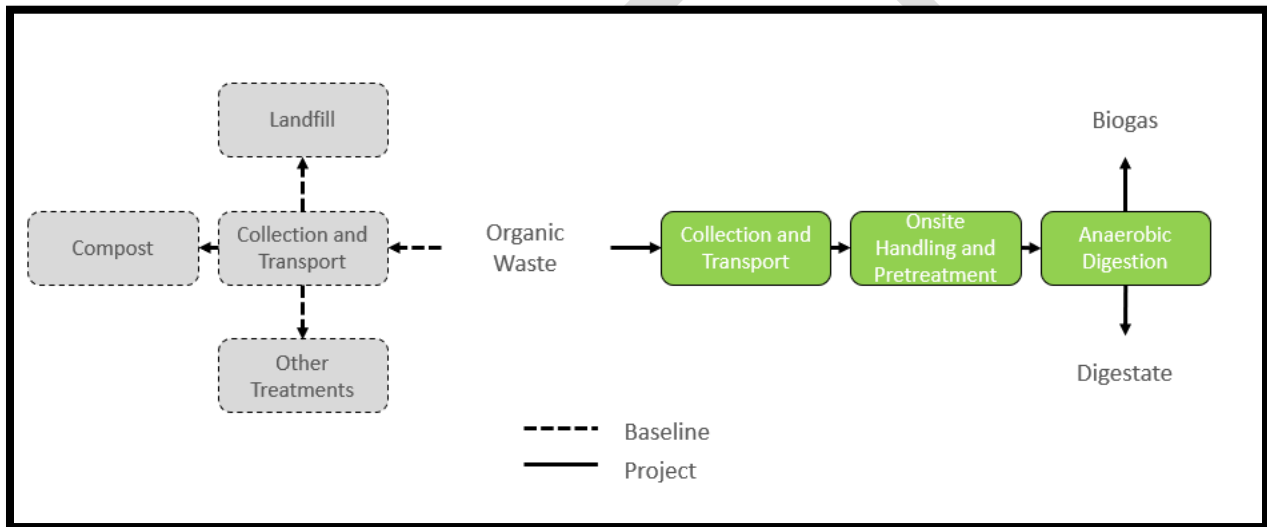 Landfill
Biogas
Compost
Collection and
Transport
Organic
Waste
Collection and
Transport
Onsite
Handling and
Pretreatment
Anaerobic
Digestion
Other
Treatments
Digestate
Baseline
Project